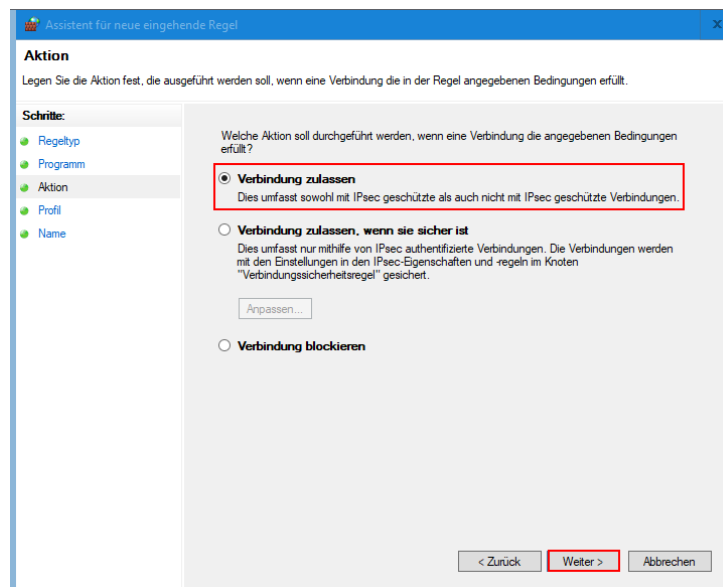 Assistent für neue eingehende Regel
x
Aktion
Legen Sie die Aktion fest, die ausgeführt werden soll, wenn eine Verbindung die in der Regel angegebenen Bedingungen erfüllt.
Schritte:
Regeltyp
Programm
Aktion
Profil
Name
Welche Aktion soll durchgeführt werden, wenn eine Verbindung die angegebenen Bedingungen
erfüllt?
Verbindung zulassen
Dies umfasst sowohl mit IPsec geschützte als auch nicht mit IPsec geschützte Verbindungen.
Verbindung zulassen, wenn sie sicher ist
Dies umfasst nur mithilfe von IPsec authentifizierte Verbindungen. Die Verbindungen werden
mit den Einstellungen in den IPsec-Eigenschaften und -regeln im Knoten
"Verbindungssicherheitsregel" gesichert.
Anpassen...
Verbindung blockieren
< Zurück
Weiter >
Abbrechen